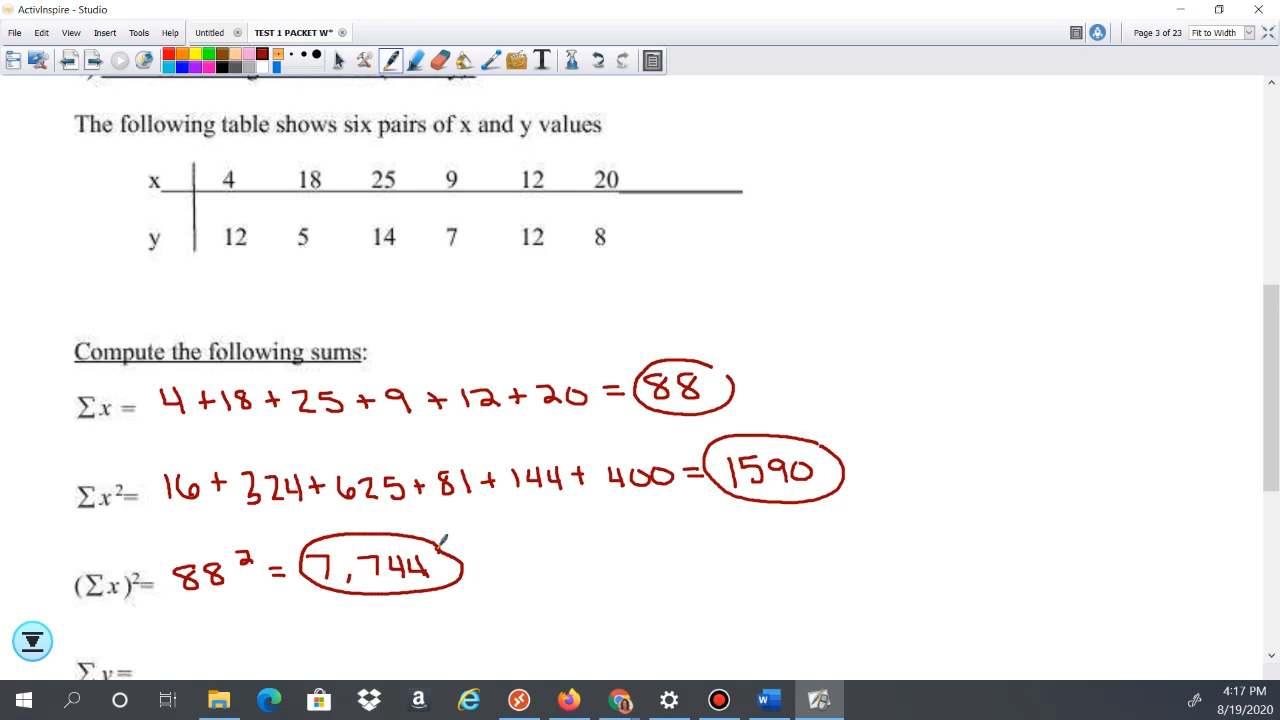 ActivInspire - Studio
File Edit View Insert Tools Help Untitled TEST 1 PACKET W* Page 3 of 23 Fit to Width
The following table shows six pairs of x and y values
x 4 18 25 9 12 20
y 12 5 14 7 12 8
Compute the following sums:
Σx = 4+18+25+9+12+20 = 88
Σx²= 16+324+625+81+144+400=1590
(Σx)²= 88² = 7,744
Σy=
4:17 PM
8/19/2020